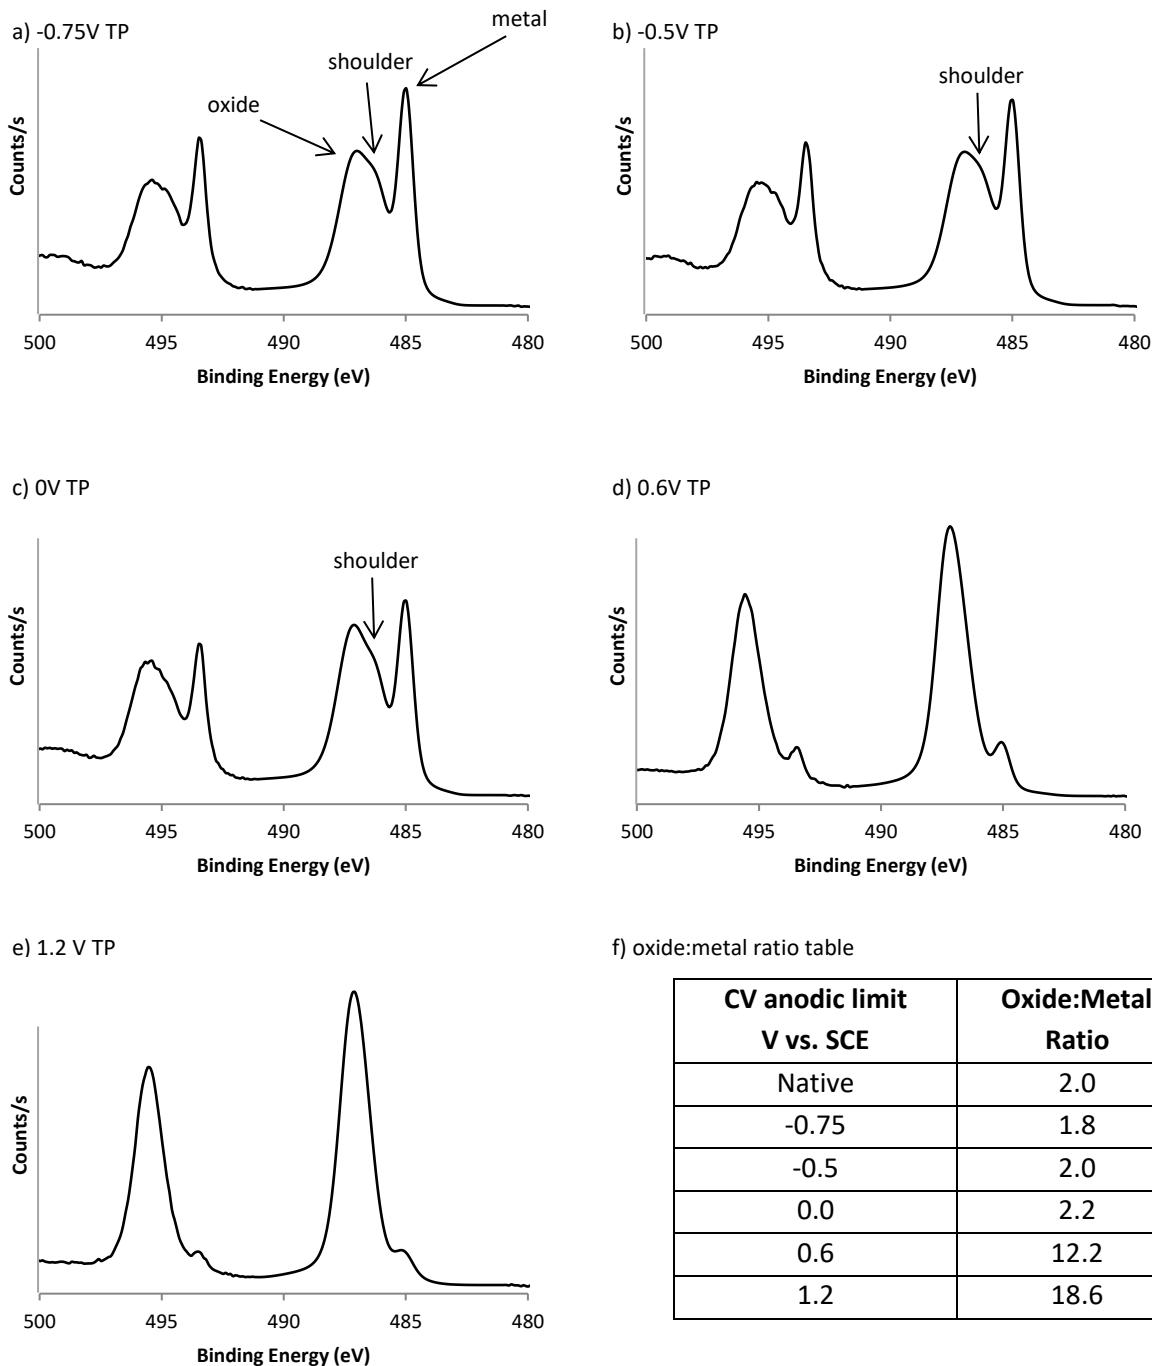 a) -0.75V TP
metal
shoulder
oxide
Counts/s
500 495 490 485 480
Binding Energy (eV)
b) -0.5V TP
shoulder
Counts/s
500 495 490 485 480
Binding Energy (eV)
c) 0V TP
shoulder
Counts/s
500 495 490 485 480
Binding Energy (eV)
d) 0.6V TP
Counts/s
500 495 490 485 480
Binding Energy (eV)
e) 1.2 V TP
Counts/s
500 495 490 485 480
Binding Energy (eV)
f) oxide:metal ratio table
CV anodic limit
V vs. SCE
Oxide:Metal
Ratio
Native 2.0
-0.75 1.8
-0.5 2.0
0.0 2.2
0.6 12.2
1.2 18.6